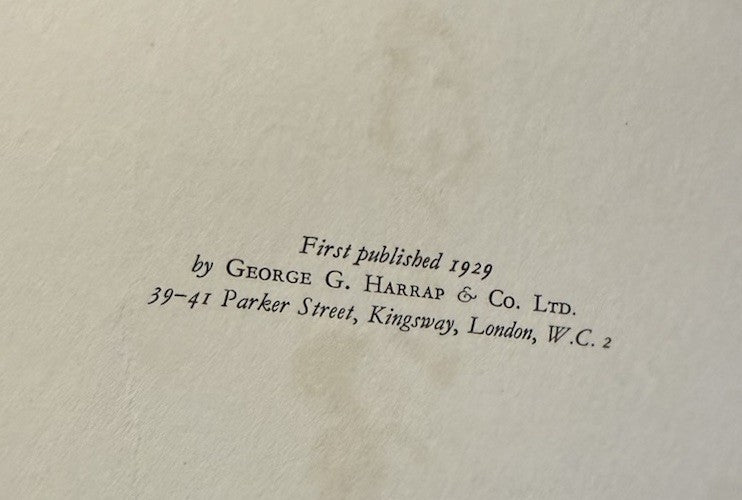 First published 1929
by GEORGE G. HARRAP & CO. LTD.
39-41 Parker Street, Kingsway, London, W.C. 2